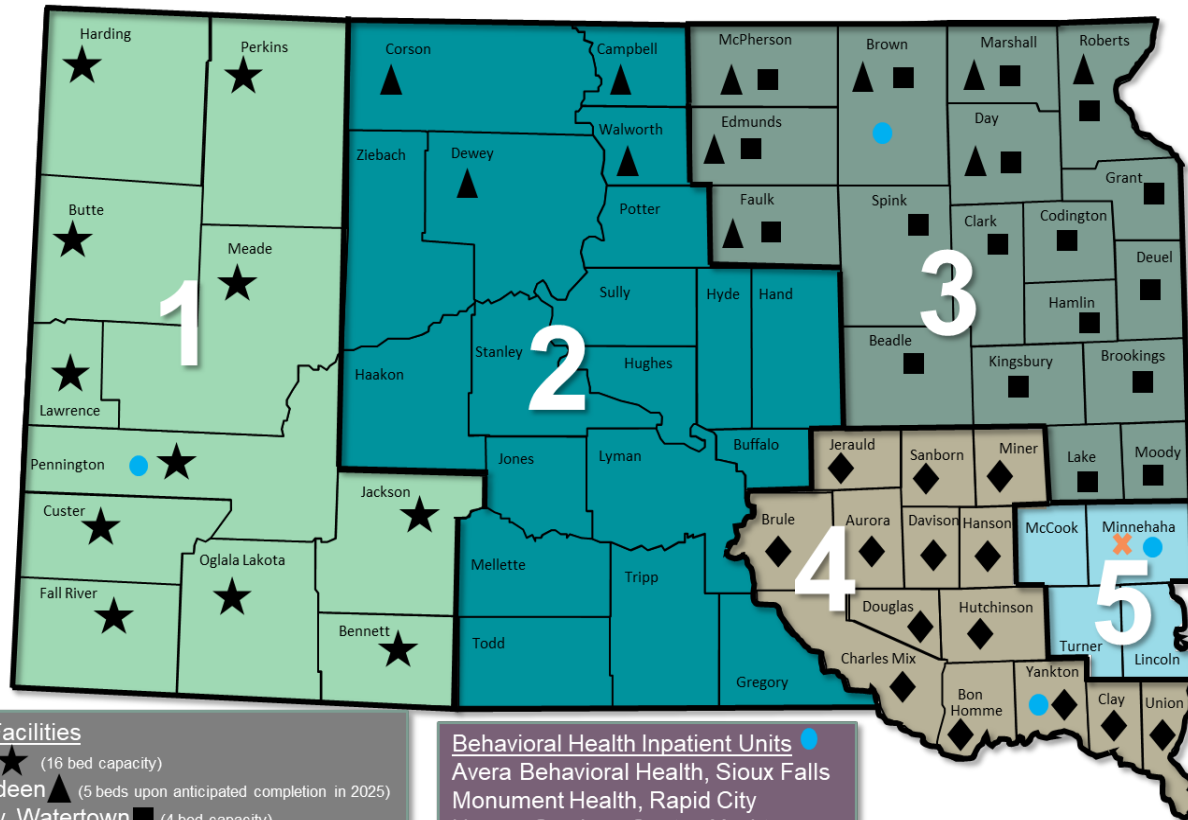 Harding
Perkins
Corson
Campbell
McPherson
Brown
Marshall
Roberts
Edmunds
Day
Walworth
Ziebach
Dewey
Grant
Butte
Potter
Faulk
Spink
Clark
Codington
Meade
Deuel
Sully
Hyde
Hand
Hamlin
1
2
3
Stanley
Hughes
Beadle
Kingsbury
Brookings
Haakon
Lawrence
Buffalo
Jerauld
Sanborn
Miner
Lake
Moody
Pennington
Jones
Lyman
Jackson
Custer
Brule
Aurora
Davison
Hanson
McCook
Minnehaha
4
5
Oglala Lakota
Mellette
Tripp
Fall River
Douglas
Hutchinson
Bennett
Todd
Charles Mix
Turner
Lincoln
Gregory
Yankton
Bon
Homme
Clay
Union
Facilities
(16 bed capacity)
deen (5 beds upon anticipated completion in 2025)
Watertown (4 bed capacity)
Behavioral Health Inpatient Units
Avera Behavioral Health, Sioux Falls
Monument Health, Rapid City